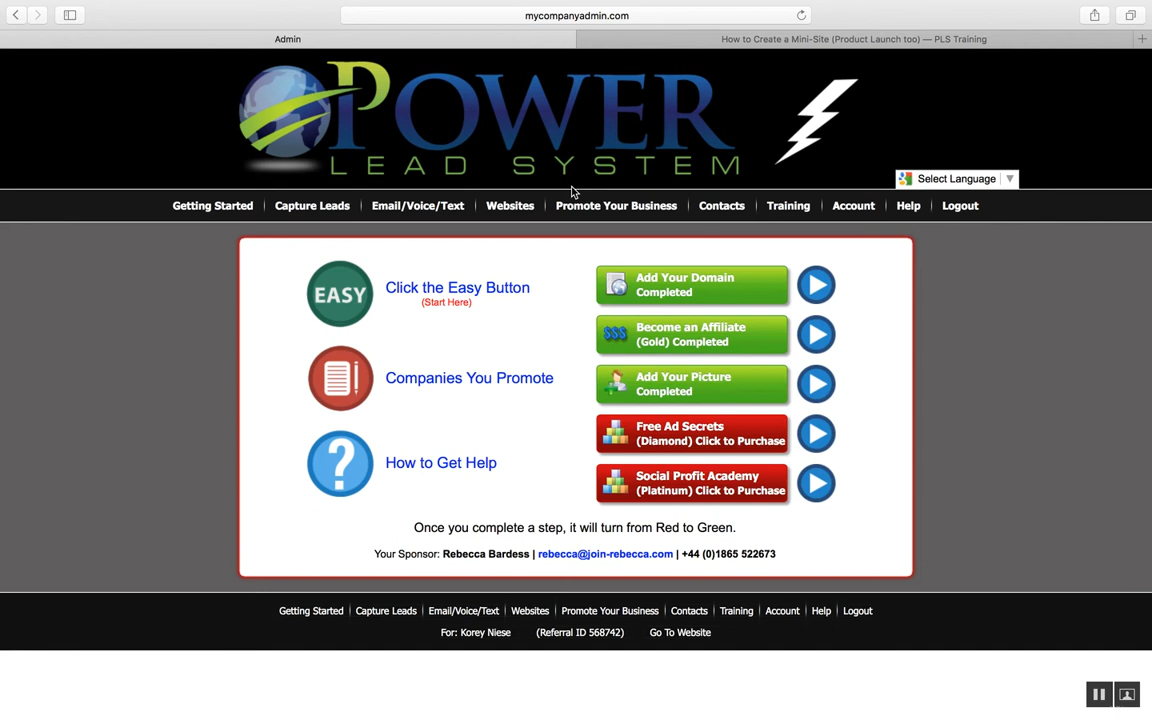 mycompanyadmin.com
Admin
How to Create a Mini-Site (Product Launch too) — PLS Training
POWER
LEAD SYSTEM
Select Language
Getting Started
Capture Leads
Email/Voice/Text
Websites
Promote Your Business
Contacts
Training
Account
Help
Logout
EASY
Click the Easy Button
(Start Here)
Companies You Promote
?
How to Get Help
Add Your Domain
Completed
$$$
Become an Affiliate
(Gold) Completed
Add Your Picture
Completed
Free Ad Secrets
(Diamond) Click to Purchase
Social Profit Academy
(Platinum) Click to Purchase
Once you complete a step, it will turn from Red to Green.
Your Sponsor: Rebecca Bardess | rebecca@join-rebecca.com | +44 (0)1865 522673
Getting Started | Capture Leads | Email/Voice/Text | Websites | Promote Your Business | Contacts | Training | Account | Help | Logout
For: Korey Niese (Referral ID 568742) Go To Website